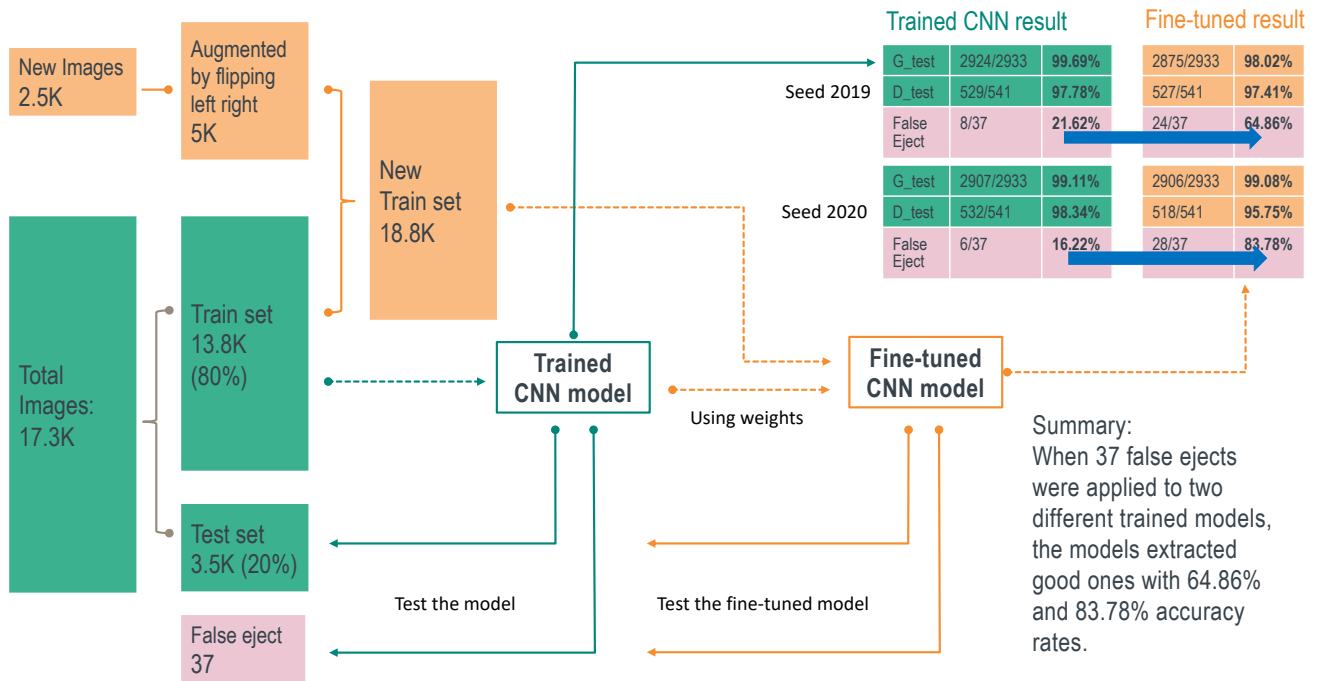 Trained CNN result
Fine-tuned result
New Images
2.5K
Augmented
by flipping
left right
5K
Seed 2019
G_test 2924/2933 99.69% 2875/2933 98.02%
D_test 529/541 97.78% 527/541 97.41%
False
Eject 8/37 21.62% 24/37 64.86%
Seed 2020
G_test 2907/2933 99.11% 2906/2933 99.08%
D_test 532/541 98.34% 518/541 95.75%
False
Eject 6/37 16.22% 28/37 83.78%
New
Train set
18.8K
Total
Images:
17.3K
Train set
13.8K
(80%)
Trained
CNN model
Using weights
Fine-tuned
CNN model
Test set
3.5K (20%)
Test the model
Test the fine-tuned model
False eject
37
Summary:
When 37 false ejects
were applied to two
different trained models,
the models extracted
good ones with 64.86%
and 83.78% accuracy
rates.